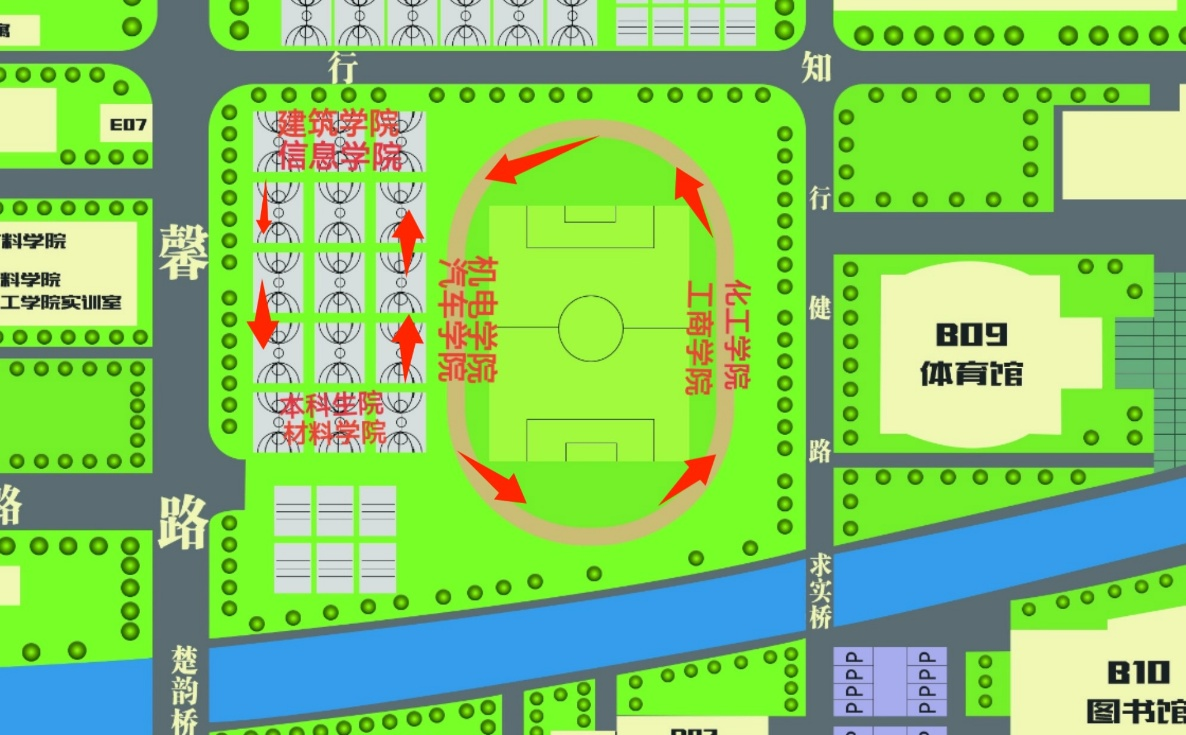 行
知
E07
建筑学院
信息学院
行
馨
料学院
料学院
工学院实训室
机电学院
汽车学院
化工学院
工商学院
健
B09
体育馆
本科生院
材料学院
路
路
路
求实桥
楚韵桥
P P
P P
P P
P P
B10
图书馆